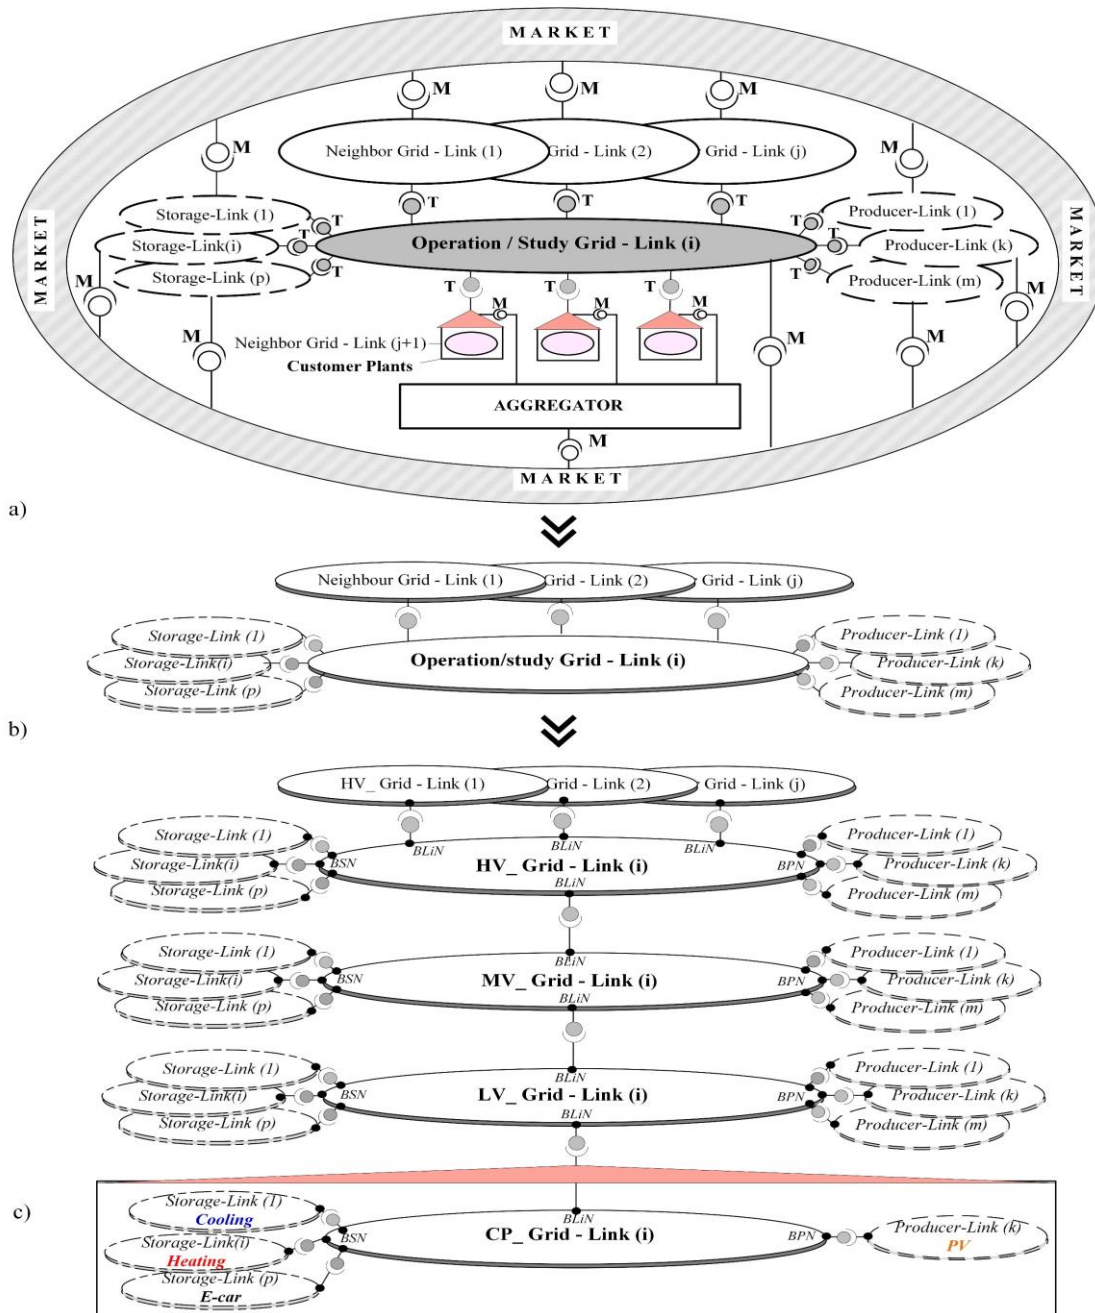 MARKET
M
M
M
Neighbor Grid - Link (1)
Grid - Link (2)
Grid - Link (j)
M
M
T
T
T
Storage-Link (1)
T
Storage-Link(i)
T
Storage-Link (p)
T
Operation / Study Grid - Link (i)
T
Producer-Link (1)
T
Producer-Link (k)
T
Producer-Link (m)
MARKET
MARKET
M
M
M
M
M
T
T
T
M
M
M
Neighbor Grid - Link (j+1)
Customer Plants
AGGREGATOR
M
MARKET
a)
Neighbour Grid - Link (1)
Grid - Link (2)
Grid - Link (j)
Storage-Link (1)
Storage-Link(i)
Storage-Link (p)
Operation/study Grid - Link (i)
Producer-Link (1)
Producer-Link (k)
Producer-Link (m)
b)
HV_ Grid - Link (1)
Grid - Link (2)
Grid - Link (j)
Storage-Link (1)
Storage-Link(i)
Storage-Link (p)
BSN
BLiN
BLiN
BLiN
HV_ Grid - Link (i)
BLiN
BPN
Producer-Link (1)
Producer-Link (k)
Producer-Link (m)
Storage-Link (1)
Storage-Link(i)
Storage-Link (p)
BSN
BLiN
MV_ Grid - Link (i)
BLiN
BPN
Producer-Link (1)
Producer-Link (k)
Producer-Link (m)
Storage-Link (1)
Storage-Link(i)
Storage-Link (p)
BSN
BLiN
LV_ Grid - Link (i)
BLiN
BPN
Producer-Link (1)
Producer-Link (k)
Producer-Link (m)
c)
Storage-Link (1)
Cooling
Storage-Link(i)
Heating
Storage-Link (p)
E-car
BSN
BLiN
CP_ Grid - Link (i)
BPN
Producer-Link (k)
PV